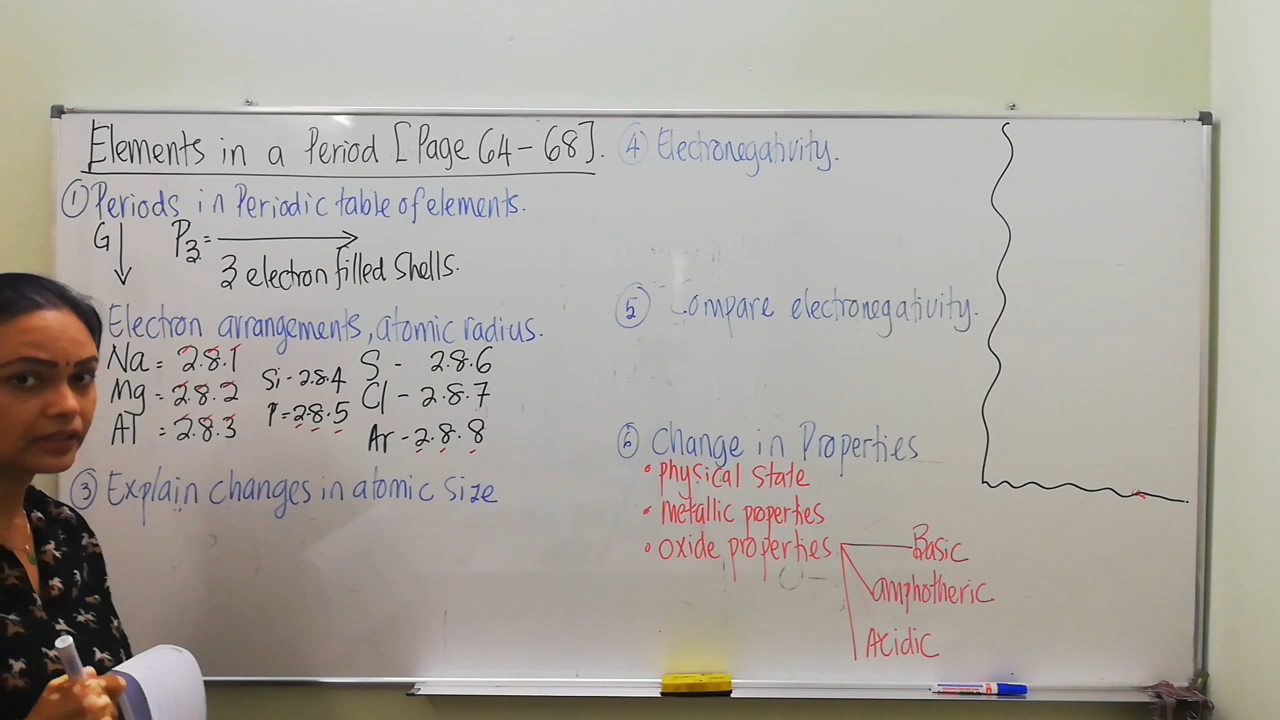 Elements in a Period [Page 64 - 68].
① Periods in Periodic table of elements.
G P3 =
3 electron filled Shells.
Electron arrangements, atomic radius.
Na = 2.8.1
Mg = 2.8.2
Al = 2.8.3
Si - 2.8.4
P = 2.8.5
S - 2.8.6
Cl - 2.8.7
Ar - 2.8.8
③ Explain changes in atomic size
④ Electronegativity.
⑤ Compare electronegativity.
⑥ Change in Properties
• physical state
• metallic properties
• oxide properties
Basic
amphotheric
Acidic